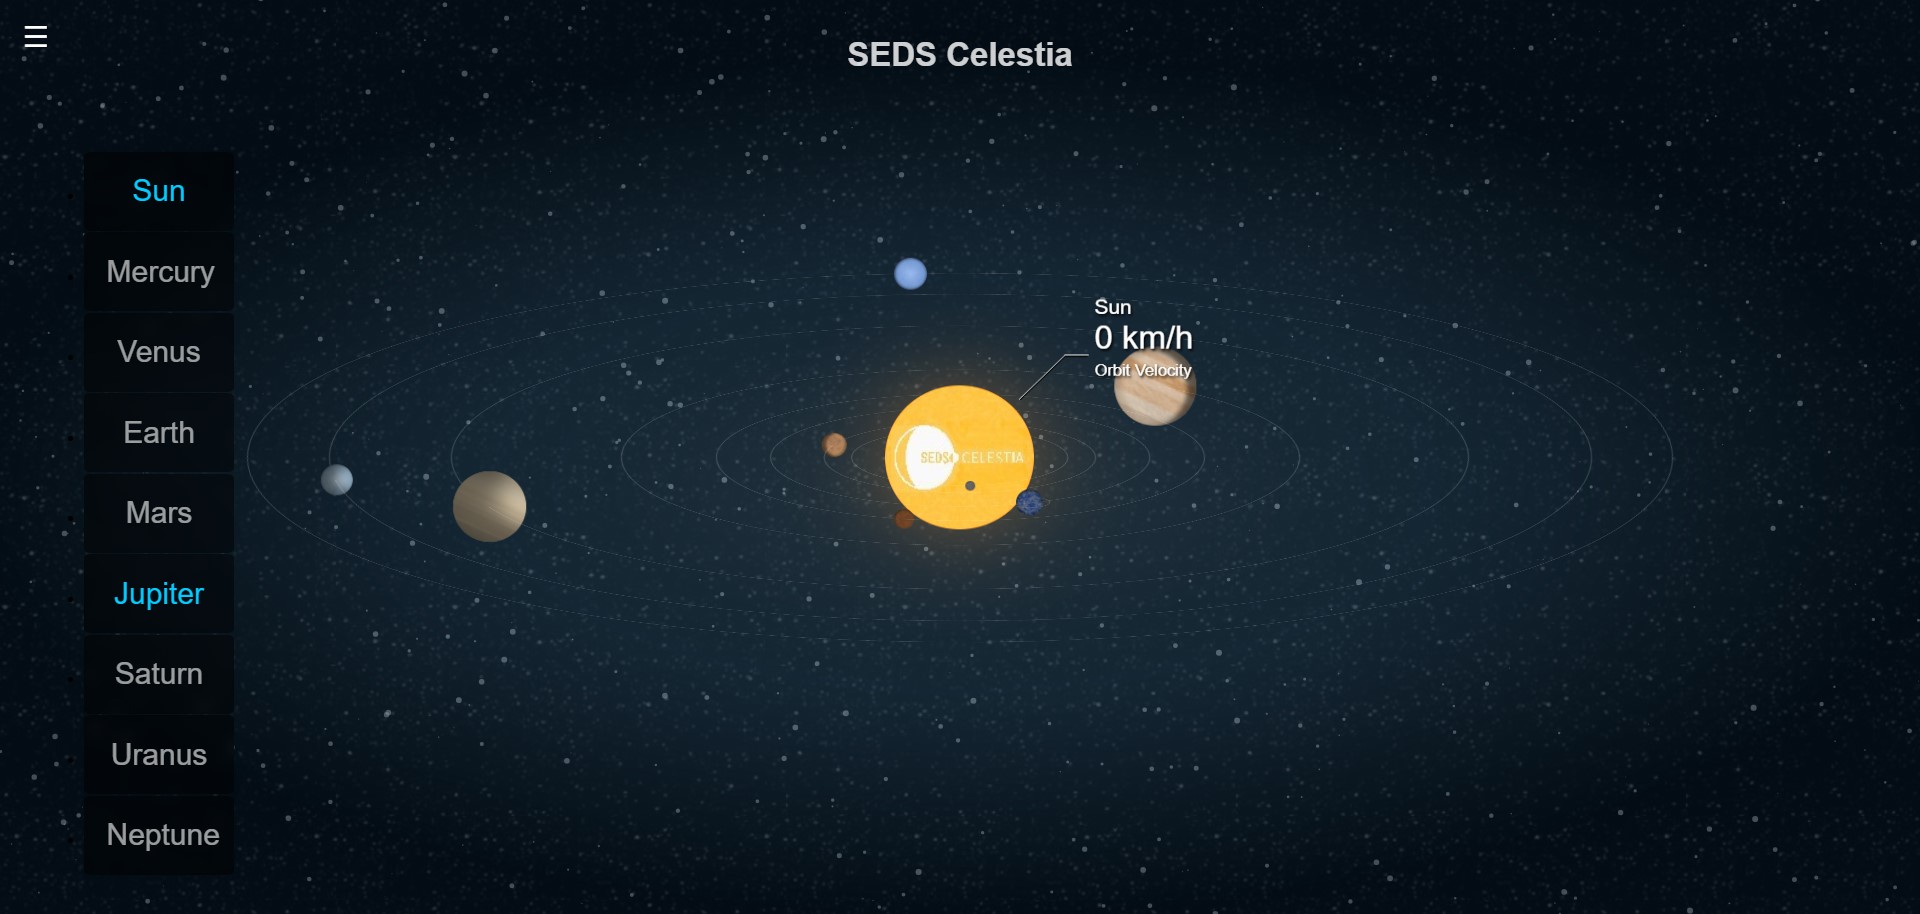 ☰
SEDS Celestia
Sun
Mercury
Venus
Earth
Mars
Jupiter
Saturn
Uranus
Neptune
Sun
0 km/h
Orbit Velocity
SEDS CELESTIA